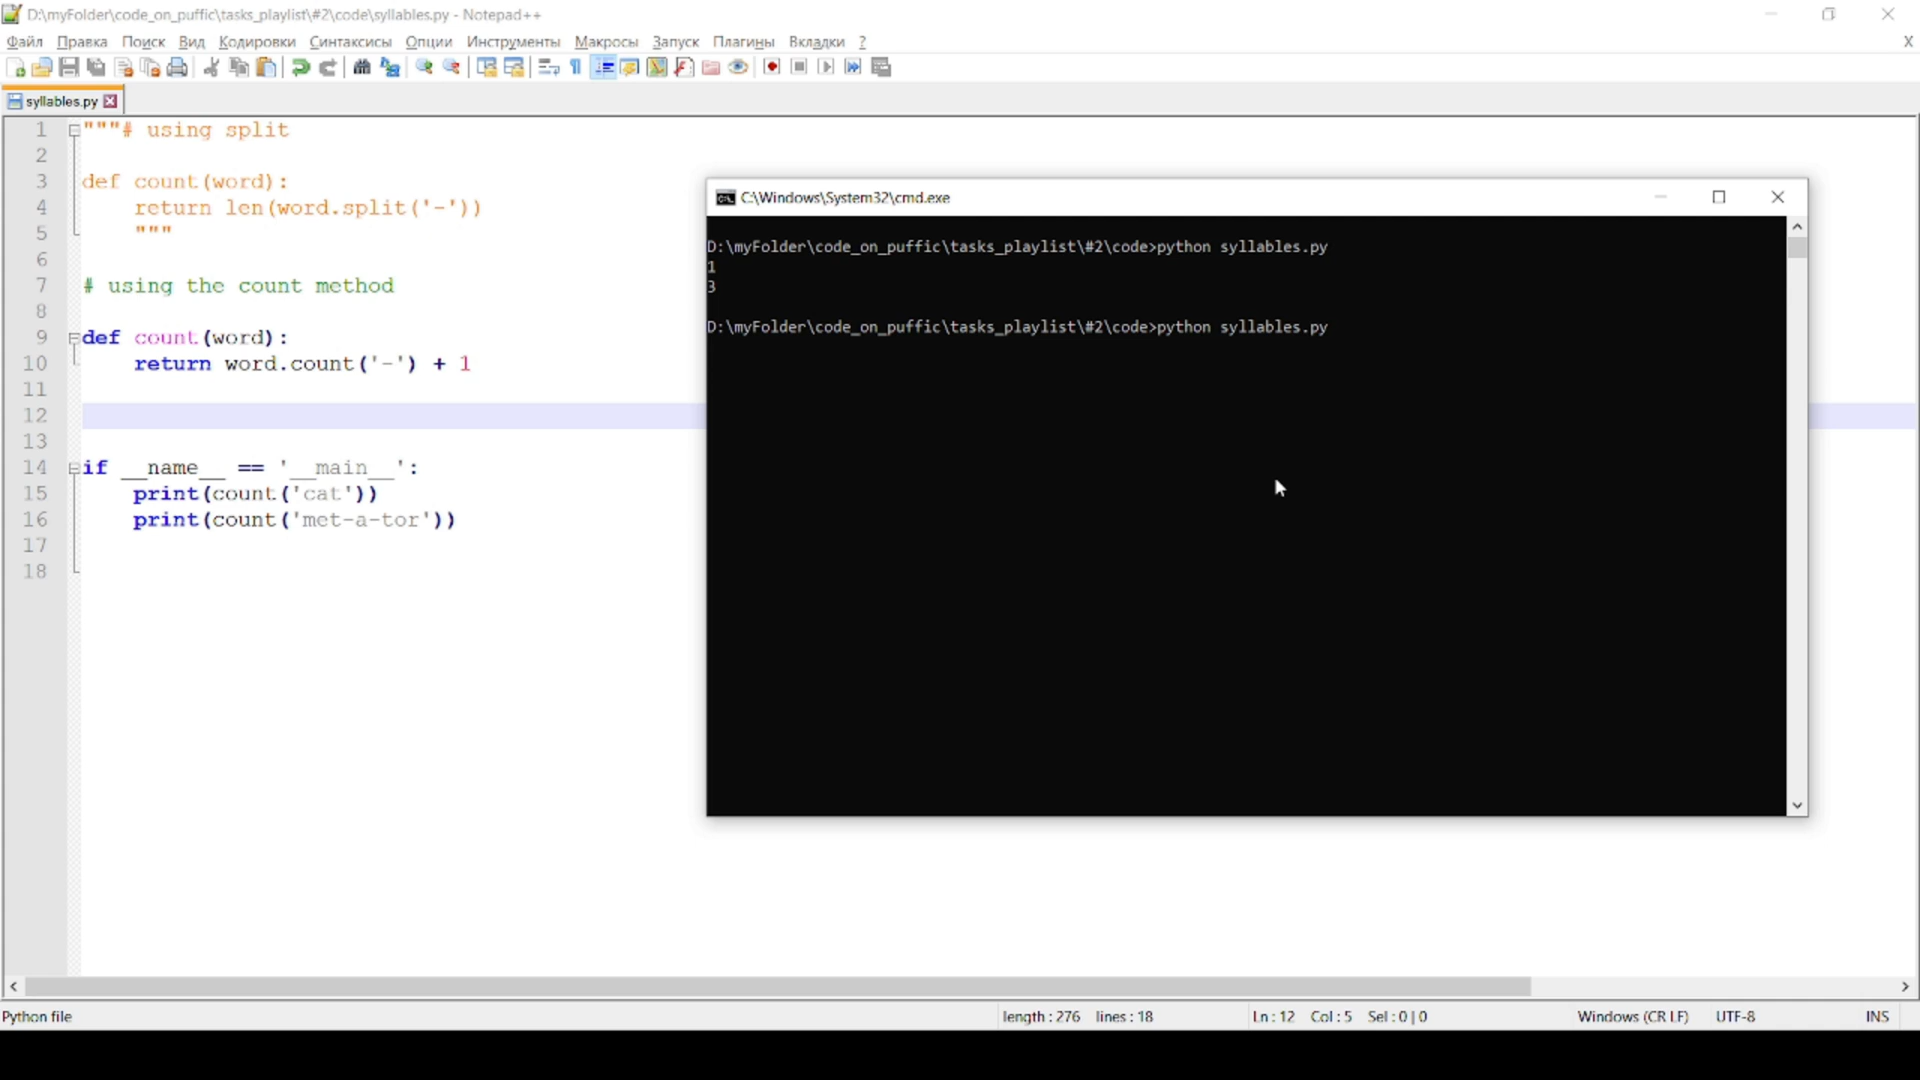 D:\myFolder\code_on_puffic\tasks_playlist\#2\code\syllables.py - Notepad++
Файл Правка Поиск Вид Кодировки Синтаксисы Опции Инструменты Макросы Запуск Плагины Вкладки ? X
syllables.py
1 """# using split
2
3 def count(word):
4 return len(word.split('-'))
5 """
6
7 # using the count method
8
9 def count(word):
10 return word.count('-') + 1
11
12
13
14 if __name__ == '__main__':
15 print(count('cat'))
16 print(count('met-a-tor'))
17
18
C:\Windows\System32\cmd.exe
D:\myFolder\code_on_puffic\tasks_playlist\#2\code>python syllables.py
1
3
D:\myFolder\code_on_puffic\tasks_playlist\#2\code>python syllables.py
Python file length : 276 lines : 18 Ln : 12 Col : 5 Sel : 0 | 0 Windows (CR LF) UTF-8 INS